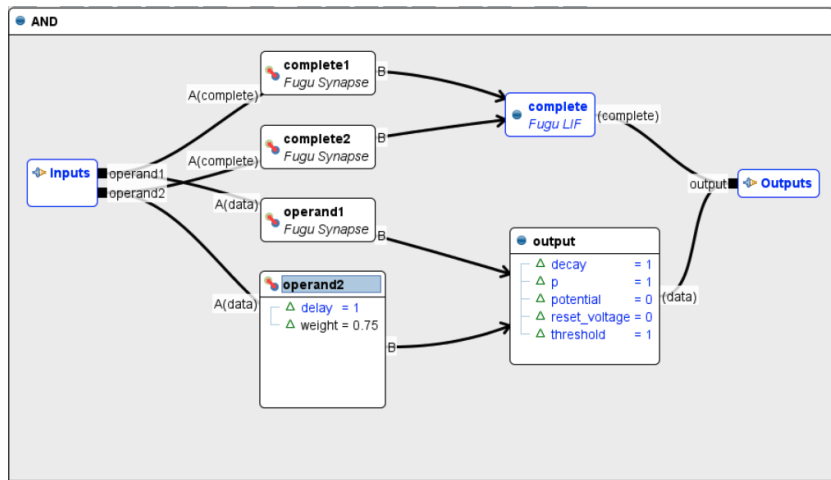 AND
complete1
Fugu Synapse
B
A(complete)
complete2
Fugu Synapse
B
A(complete)
complete
Fugu LIF
(complete)
Inputs
operand1
operand2
A(data)
operand1
Fugu Synapse
B
output
Outputs
A(data)
operand2
delay = 1
weight = 0.75
B
output
decay = 1
p = 1
potential = 0
reset_voltage = 0
threshold = 1
(data)